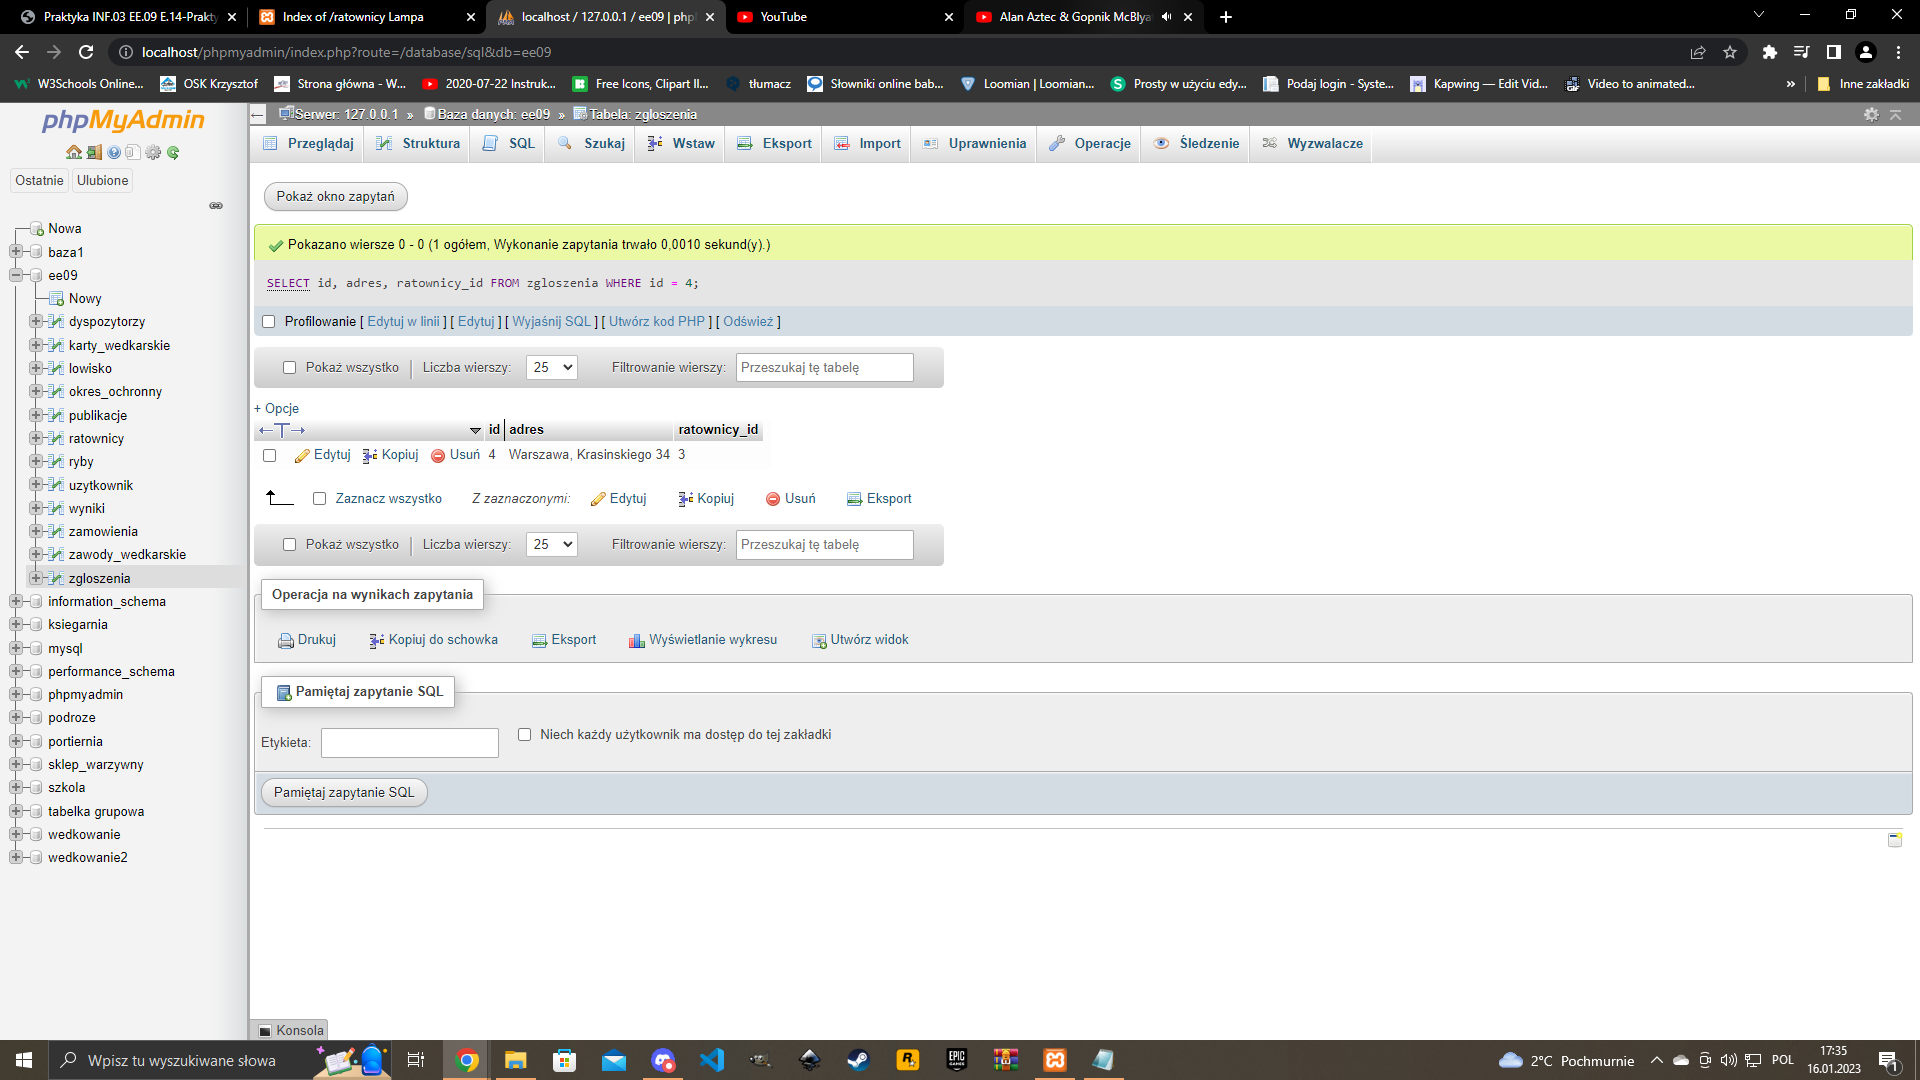 Praktyka INF.03 EE.09 E.14-Prakty
Index of /ratownicy Lampa
localhost / 127.0.0.1 / ee09 | php
YouTube
Alan Aztec & Gopnik McBlya
localhost/phpmyadmin/index.php?route=/database/sql&db=ee09
W3Schools Online...
OSK Krzysztof
Strona główna - W...
2020-07-22 Instruk...
Free Icons, Clipart Il...
tłumacz
Słowniki online bab...
Loomian | Loomian...
Prosty w użyciu edy...
Podaj login - Syste...
Kapwing — Edit Vid...
Video to animated...
»
Inne zakładki
phpMyAdmin
Ostatnie
Ulubione
Nowa
baza1
ee09
Nowy
dyspozytorzy
karty_wedkarskie
lowisko
okres_ochronny
publikacje
ratownicy
ryby
uzytkownik
wyniki
zamowienia
zawody_wedkarskie
zgloszenia
information_schema
ksiegarnia
mysql
performance_schema
phpmyadmin
podroze
portiernia
sklep_warzywny
szkola
tabelka grupowa
wedkowanie
wedkowanie2
Serwer: 127.0.0.1 » Baza danych: ee09 » Tabela: zgloszenia
Przeglądaj
Struktura
SQL
Szukaj
Wstaw
Eksport
Import
Uprawnienia
Operacje
Śledzenie
Wyzwalacze
Pokaż okno zapytań
Pokazano wiersze 0 - 0 (1 ogółem, Wykonanie zapytania trwało 0,0010 sekund(y).)
SELECT id, adres, ratownicy_id FROM zgloszenia WHERE id = 4;
Profilowanie [ Edytuj w linii ] [ Edytuj ] [ Wyjaśnij SQL ] [ Utwórz kod PHP ] [ Odśwież ]
Pokaż wszystko
Liczba wierszy: 25
Filtrowanie wierszy: Przeszukaj tę tabelę
+ Opcje
←T→ id adres ratownicy_id
Edytuj Kopiuj Usuń 4 Warszawa, Krasinskiego 34 3
Zaznacz wszystko Z zaznaczonymi: Edytuj Kopiuj Usuń Eksport
Pokaż wszystko
Liczba wierszy: 25
Filtrowanie wierszy: Przeszukaj tę tabelę
Operacja na wynikach zapytania
Drukuj
Kopiuj do schowka
Eksport
Wyświetlanie wykresu
Utwórz widok
Pamiętaj zapytanie SQL
Etykieta:
Niech każdy użytkownik ma dostęp do tej zakładki
Pamiętaj zapytanie SQL
Konsola
Wpisz tu wyszukiwane słowa
EPIC GAMES
2°C Pochmurnie
POL
17:35
16.01.2023
1